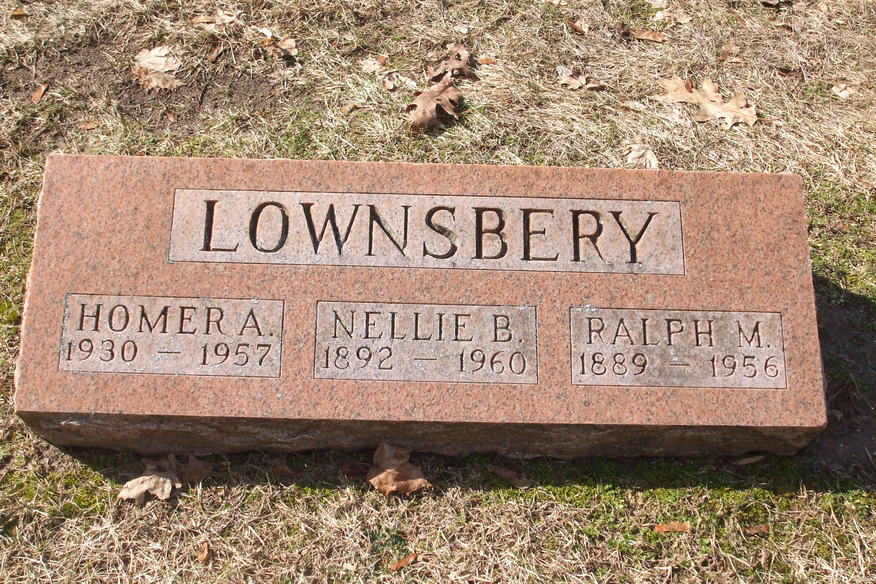 LOWNSBERY
HOMER A.
1930 — 1957
NELLIE B.
1892 — 1960
RALPH M.
1889 — 1956